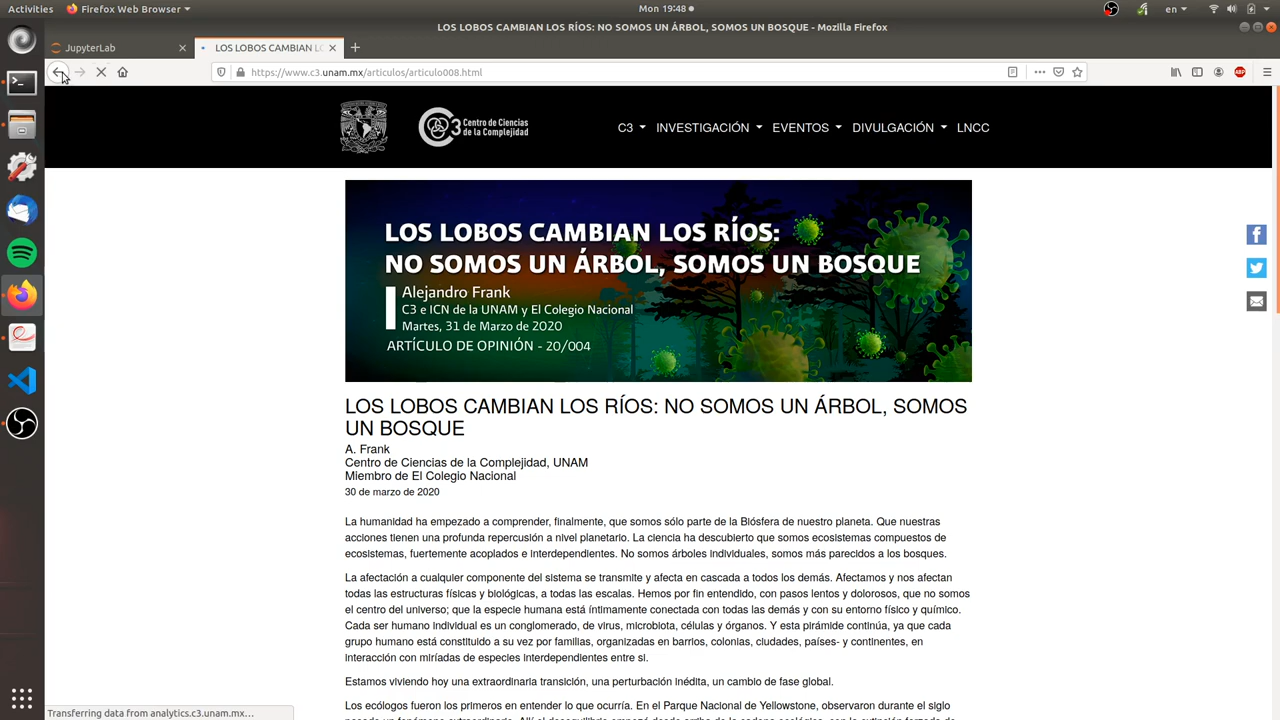 Activities
Firefox Web Browser
Mon 19:48
en
LOS LOBOS CAMBIAN LOS RÍOS: NO SOMOS UN ÁRBOL, SOMOS UN BOSQUE - Mozilla Firefox
JupyterLab
LOS LOBOS CAMBIAN LO
https://www.c3.unam.mx/articulos/articulo008.html
ABP
C3 Centro de Ciencias
de la Complejidad
C3
INVESTIGACIÓN
EVENTOS
DIVULGACIÓN
LNCC
LOS LOBOS CAMBIAN LOS RÍOS:
NO SOMOS UN ÁRBOL, SOMOS UN BOSQUE
Alejandro Frank
C3 e ICN de la UNAM y El Colegio Nacional
Martes, 31 de Marzo de 2020
ARTÍCULO DE OPINIÓN - 20/004
LOS LOBOS CAMBIAN LOS RÍOS: NO SOMOS UN ÁRBOL, SOMOS
UN BOSQUE
A. Frank
Centro de Ciencias de la Complejidad, UNAM
Miembro de El Colegio Nacional
30 de marzo de 2020
La humanidad ha empezado a comprender, finalmente, que somos sólo parte de la Biósfera de nuestro planeta. Que nuestras
acciones tienen una profunda repercusión a nivel planetario. La ciencia ha descubierto que somos ecosistemas compuestos de
ecosistemas, fuertemente acoplados e interdependientes. No somos árboles individuales, somos más parecidos a los bosques.
La afectación a cualquier componente del sistema se transmite y afecta en cascada a todos los demás. Afectamos y nos afectan
todas las estructuras físicas y biológicas, a todas las escalas. Hemos por fin entendido, con pasos lentos y dolorosos, que no somos
el centro del universo; que la especie humana está íntimamente conectada con todas las demás y con su entorno físico y químico.
Cada ser humano individual es un conglomerado, de virus, microbiota, células y órganos. Y esta pirámide continúa, ya que cada
grupo humano está constituido a su vez por familias, organizadas en barrios, colonias, ciudades, países- y continentes, en
interacción con miríadas de especies interdependientes entre si.
Estamos viviendo hoy una extraordinaria transición, una perturbación inédita, un cambio de fase global.
Los ecólogos fueron los primeros en entender lo que ocurría. En el Parque Nacional de Yellowstone, observaron durante el siglo
Transferring data from analytics.c3.unam.mx…